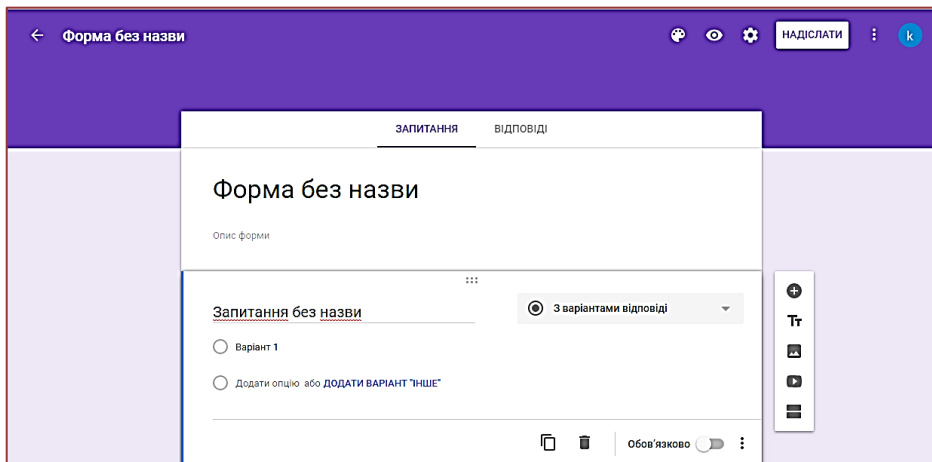 Форма без назви
НАДІСЛАТИ
k
ЗАПИТАННЯ ВІДПОВІДІ
Форма без назви
Опис форми
Запитання без назви
З варіантами відповіді
Варіант 1
Додати опцію або ДОДАТИ ВАРІАНТ "ІНШЕ"
Tт
Обов'язково